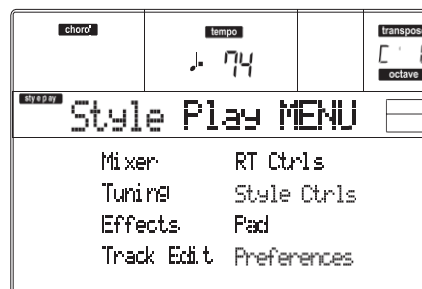 chord tempo transpose
♩. 74
octave
style play
Style Play MENU
Mixer RT Ctrls
Tuning Style Ctrls
Effects Pad
Track Edit Preferences